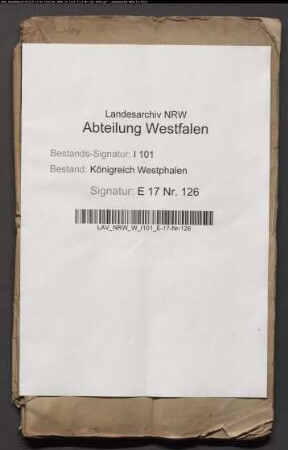 Landesarchiv NRW
Abteilung Westfalen
Bestands-Signatur: I 101
Bestand: Königreich Westphalen
Signatur: E 17 Nr. 126
LAV_NRW_W_I101_E-17-Nr-126